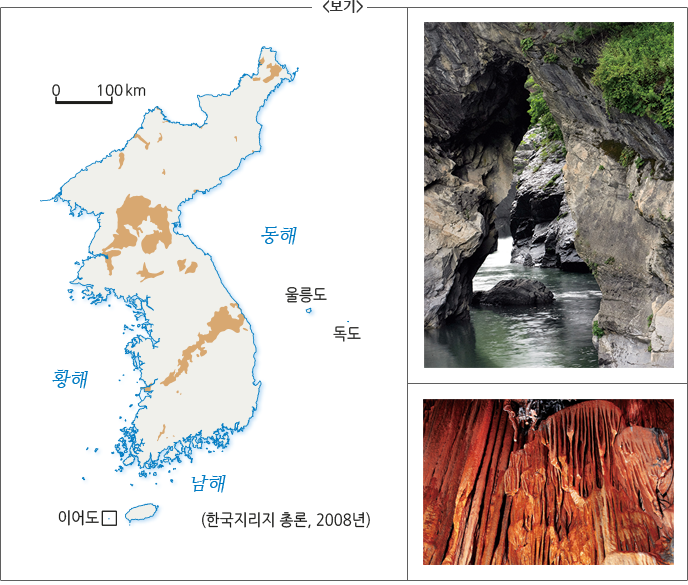 <보기>
0 100 km
동해
울릉도
독도
황해
남해
이어도
(한국지리지 총론, 2008년)